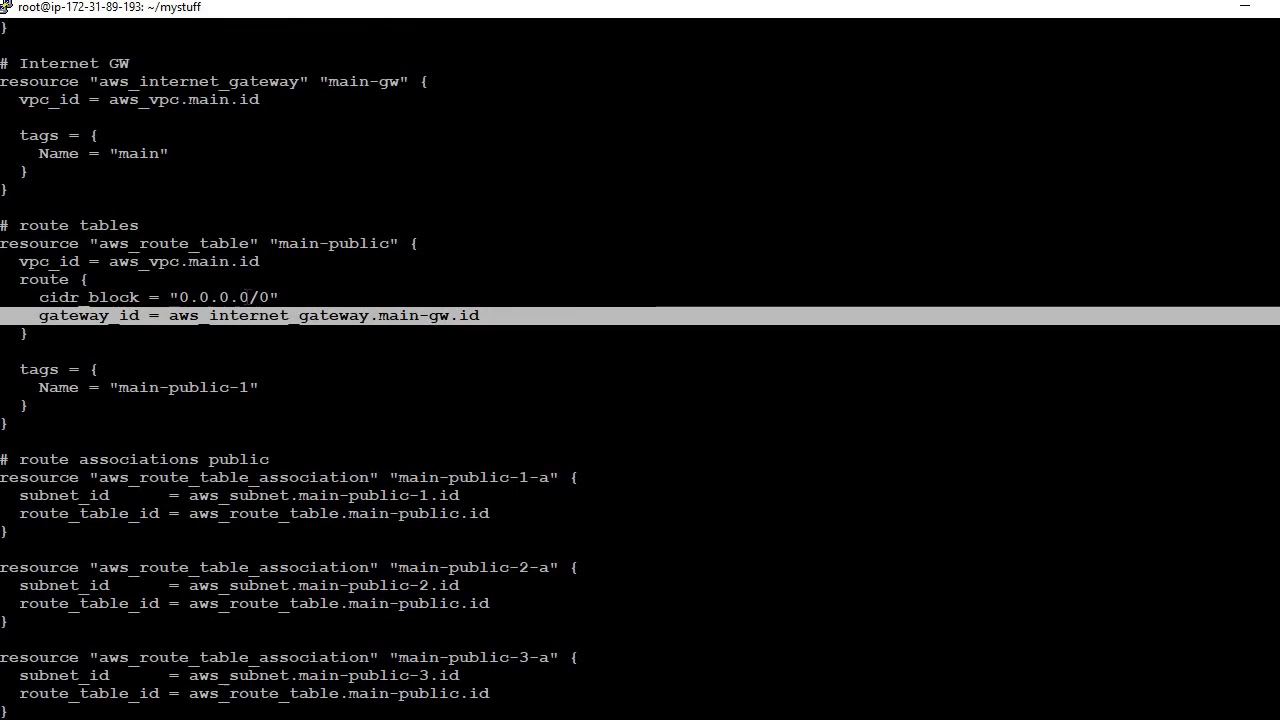 root@ip-172-31-89-193: ~/mystuff
}
# Internet GW
resource "aws_internet_gateway" "main-gw" {
  vpc_id = aws_vpc.main.id
  tags = {
    Name = "main"
  }
}
# route tables
resource "aws_route_table" "main-public" {
  vpc_id = aws_vpc.main.id
  route {
    cidr_block = "0.0.0.0/0"
    gateway_id = aws_internet_gateway.main-gw.id
  }
  tags = {
    Name = "main-public-1"
  }
}
# route associations public
resource "aws_route_table_association" "main-public-1-a" {
  subnet_id      = aws_subnet.main-public-1.id
  route_table_id = aws_route_table.main-public.id
}
resource "aws_route_table_association" "main-public-2-a" {
  subnet_id      = aws_subnet.main-public-2.id
  route_table_id = aws_route_table.main-public.id
}
resource "aws_route_table_association" "main-public-3-a" {
  subnet_id      = aws_subnet.main-public-3.id
  route_table_id = aws_route_table.main-public.id
}